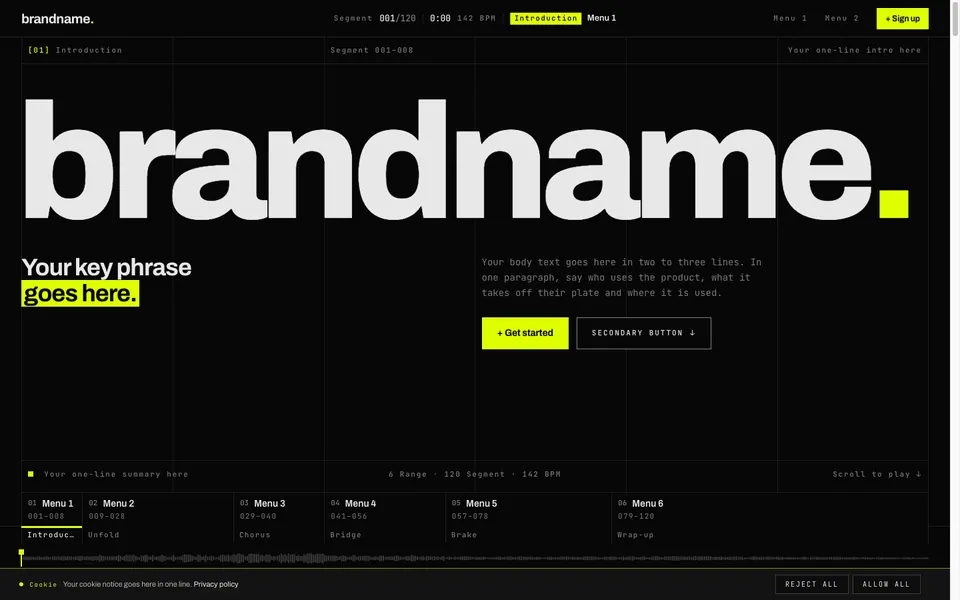 brandname.
Segment 001/120 0:00 142 BPM Introduction Menu 1
Menu 1 Menu 2 + Sign up
[01] Introduction
Segment 001-008
Your one-line intro here
brandname.
Your key phrase
goes here.
Your body text goes here in two to three lines. In
one paragraph, say who uses the product, what it
takes off their plate and where it is used.
+ Get started
SECONDARY BUTTON ↓
Your one-line summary here
6 Range · 120 Segment · 142 BPM
Scroll to play ↓
01 Menu 1
001-008
Introduc…
02 Menu 2
009-028
Unfold
03 Menu 3
029-040
Chorus
04 Menu 4
041-056
Bridge
05 Menu 5
057-078
Brake
06 Menu 6
079-120
Wrap-up
Cookie Your cookie notice goes here in one line. Privacy policy
REJECT ALL
ALLOW ALL